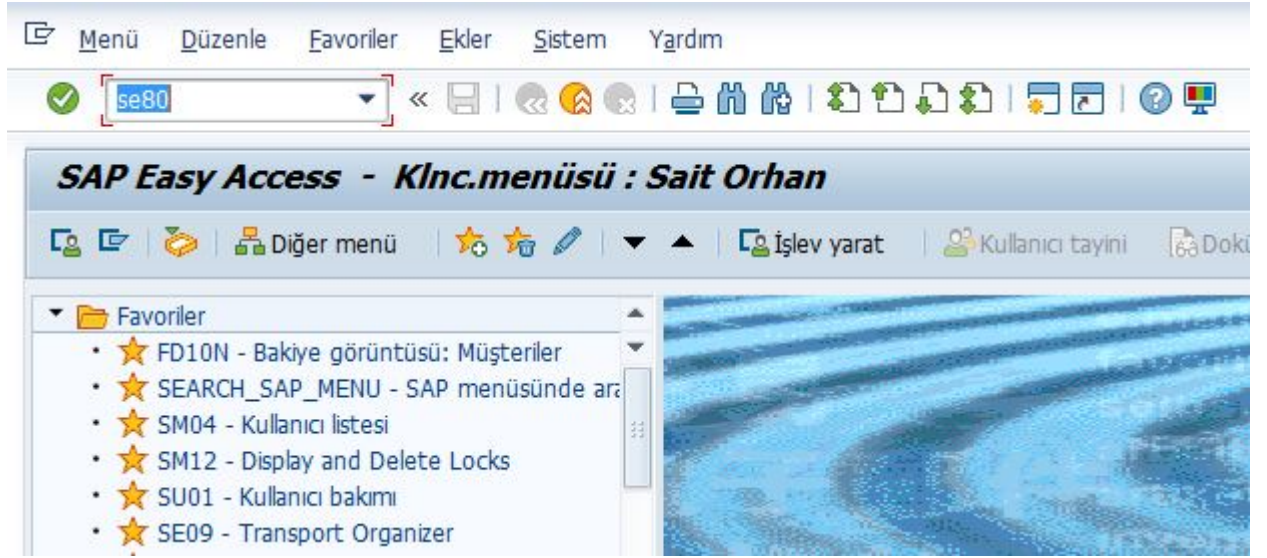 Menü Düzenle Favoriler Ekler Sistem Yardım
se80
SAP Easy Access - Klnc.menüsü : Sait Orhan
Diğer menü İşlev yarat Kullanıcı tayini Dokü
Favoriler
FD10N - Bakiye görüntüsü: Müşteriler
SEARCH_SAP_MENU - SAP menüsünde ara
SM04 - Kullanıcı listesi
SM12 - Display and Delete Locks
SU01 - Kullanıcı bakımı
SE09 - Transport Organizer